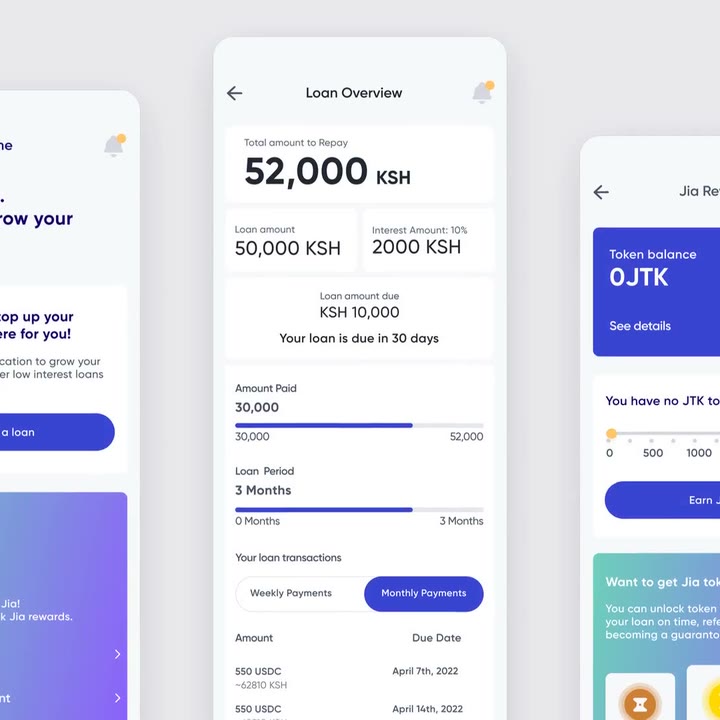 ne
.
row your
top up your
ere for you!
cation to grow your
er low interest loans
a loan
Jia!
k Jia rewards.
nt
Loan Overview
Total amount to Repay
52,000 KSH
Loan amount
50,000 KSH
Interest Amount: 10%
2000 KSH
Loan amount due
KSH 10,000
Your loan is due in 30 days
Amount Paid
30,000
30,000 52,000
Loan Period
3 Months
0 Months 3 Months
Your loan transactions
Weekly Payments Monthly Payments
Amount Due Date
550 USDC April 7th, 2022
~62810 KSH
550 USDC April 14th, 2022
Jia Re
Token balance
0JTK
See details
You have no JTK to
0 500 1000
Earn J
Want to get Jia tok
You can unlock token
your loan on time, refe
becoming a guaranto